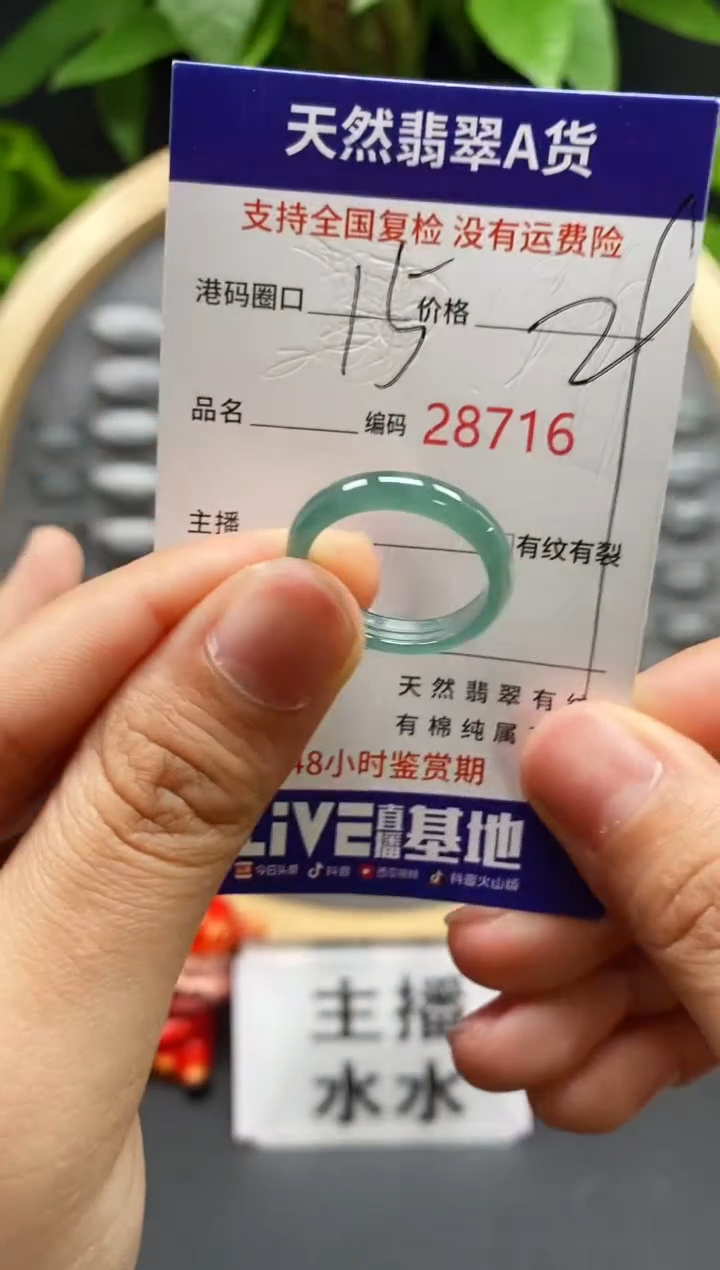 天然翡翠A货
支持全国复检 没有运费险
港码圈口 15 价格
品名 编码 28716
主播 有纹有裂
天然翡翠有纹
有棉纯属
48小时鉴赏期
LiVE直播基地
今日头条 抖音 西瓜视频 抖音火山版
主播
水水